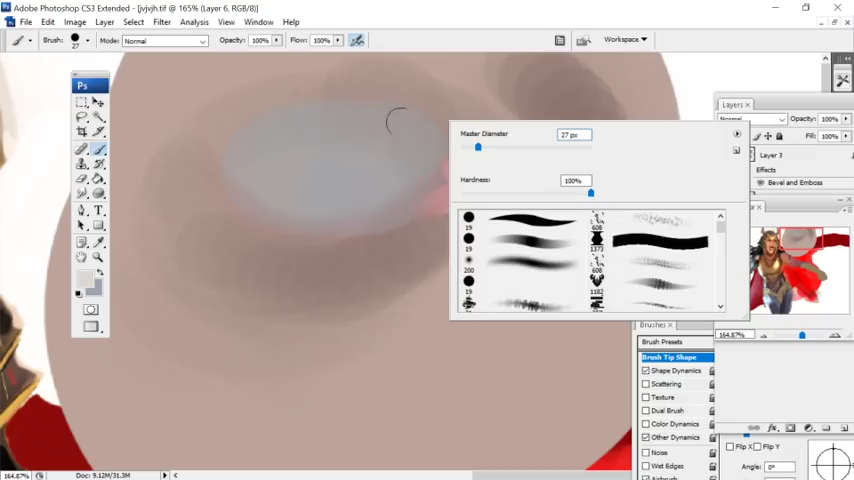 Adobe Photoshop CS3 Extended - [jvjvjh.tif @ 165% (Layer 6, RGB/8)]
File Edit Image Layer Select Filter Analysis View Window Help
Brush: 27 Mode: Normal Opacity: 100% Flow: 100% Workspace
Ps
Master Diameter 27 px
Hardness: 100%
19 608
19 1373
200 608
19 1182
Layers
Normal Opacity: 100%
Fill: 100%
Layer 3
Effects
Bevel and Emboss
164.87%
Brushes
Brush Presets
Brush Tip Shape
Shape Dynamics
Scattering
Texture
Dual Brush
Color Dynamics
Other Dynamics
Noise
Wet Edges
Airbrush
Flip X Flip Y
Angle: 0°
164.87% Doc: 9.12M/31.3M